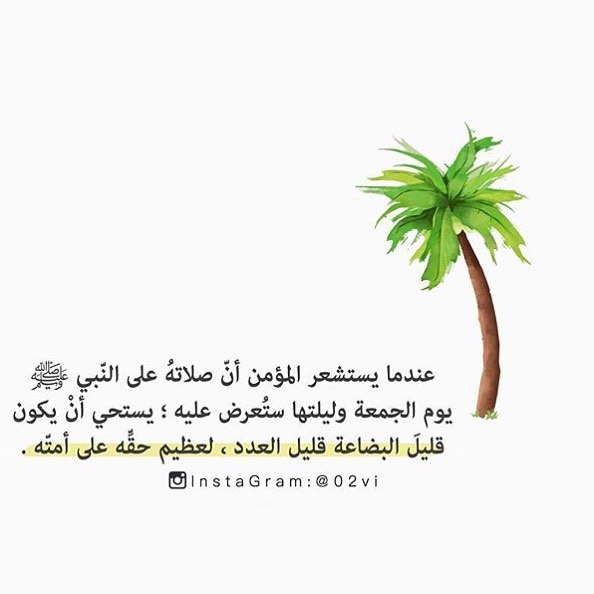 عندما يستشعر المؤمن أنّ صلاتهُ على النّبي ﷺ
يوم الجمعة وليلتها ستُعرض عليه ؛ يستحي أنْ يكون
قليلَ البضاعة قليل العدد ، لعظيم حقِّه على أمتّه .
InstaGram:@02vi